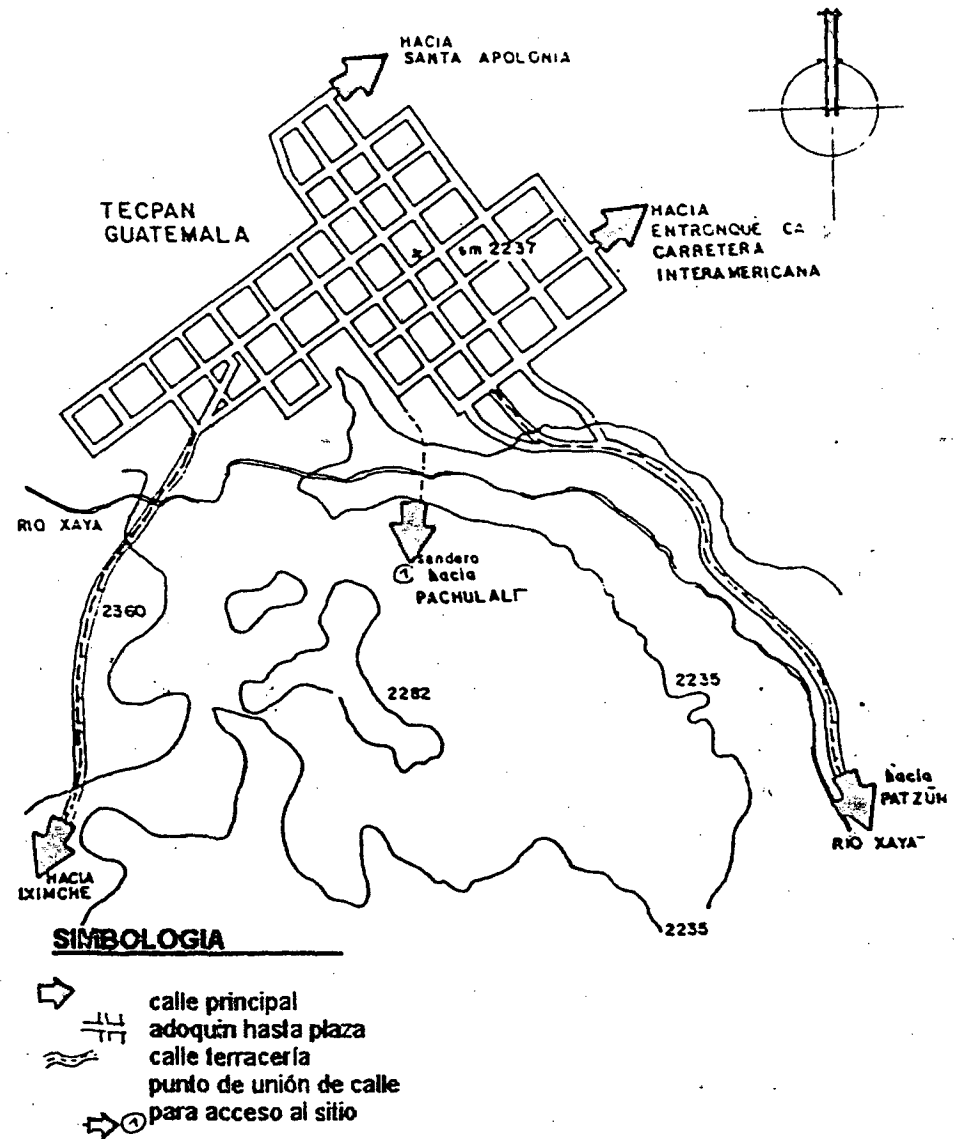 HACIA
SANTA APOLONIA
TECPAN
GUATEMALA
sm 2237
HACIA
ENTRONQUE CA
CARRETERA
INTERAMERICANA
RIO XAYA
sendero
hacia
1
PACHULALI
2360
2282
2235
hacia
PATZÚN
RIO XAYA
HACIA
IXIMCHE
2235
SIMBOLOGIA
calle principal
adoquin hasta plaza
calle terracería
punto de unión de calle
1 para acceso al sitio